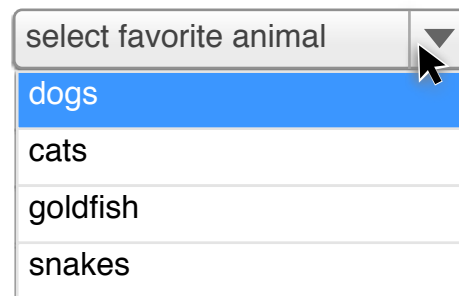 select favorite animal
dogs
cats
goldfish
snakes